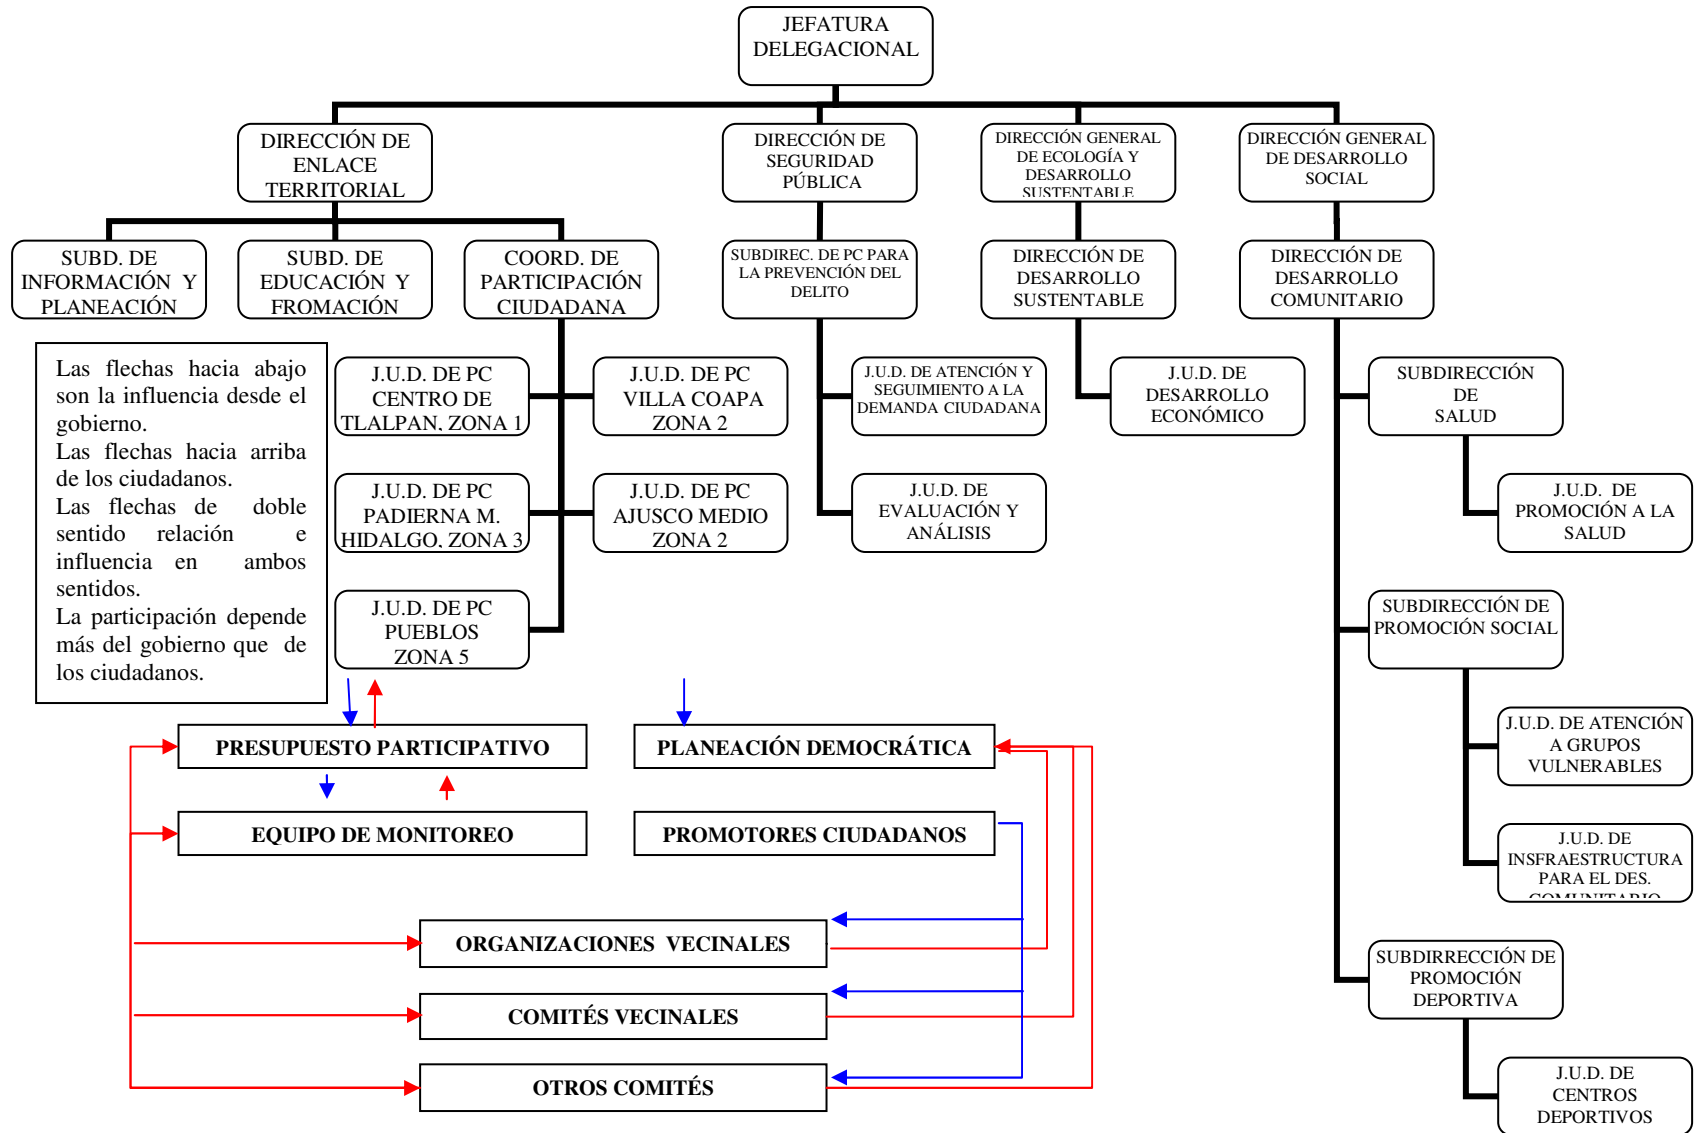 JEFATURA
DELEGACIONAL
DIRECCIÓN DE
ENLACE
TERRITORIAL
DIRECCIÓN DE
SEGURIDAD
PÚBLICA
DIRECCIÓN GENERAL
DE ECOLOGÍA Y
DESARROLLO
SUSTENTABLE
DIRECCIÓN GENERAL
DE DESARROLLO
SOCIAL
SUBD. DE
INFORMACIÓN Y
PLANEACIÓN
SUBD. DE
EDUCACIÓN Y
FROMACIÓN
COORD. DE
PARTICIPACIÓN
CIUDADANA
SUBDIREC. DE PC PARA
LA PREVENCIÓN DEL
DELITO
DIRECCIÓN DE
DESARROLLO
SUSTENTABLE
DIRECCIÓN DE
DESARROLLO
COMUNITARIO
Las flechas hacia abajo
son la influencia desde el
gobierno.
Las flechas hacia arriba
de los ciudadanos.
Las flechas de doble
sentido relación e
influencia en ambos
sentidos.
La participación depende
más del gobierno que de
los ciudadanos.
J.U.D. DE PC
CENTRO DE
TLALPAN, ZONA 1
J.U.D. DE PC
VILLA COAPA
ZONA 2
J.U.D. DE ATENCIÓN Y
SEGUIMIENTO A LA
DEMANDA CIUDADANA
J.U.D. DE
DESARROLLO
ECONÓMICO
SUBDIRECCIÓN
DE
SALUD
J.U.D. DE PC
PADIERNA M.
HIDALGO, ZONA 3
J.U.D. DE PC
AJUSCO MEDIO
ZONA 2
J.U.D. DE
EVALUACIÓN Y
ANÁLISIS
J.U.D. DE
PROMOCIÓN A LA
SALUD
J.U.D. DE PC
PUEBLOS
ZONA 5
SUBDIRECCIÓN DE
PROMOCIÓN SOCIAL
PRESUPUESTO PARTICIPATIVO
PLANEACIÓN DEMOCRÁTICA
J.U.D. DE ATENCIÓN
A GRUPOS
VULNERABLES
EQUIPO DE MONITOREO
PROMOTORES CIUDADANOS
J.U.D. DE
INSFRAESTRUCTURA
PARA EL DES.
COMUNITARIO
ORGANIZACIONES VECINALES
SUBDIRRECCIÓN DE
PROMOCIÓN
DEPORTIVA
COMITÉS VECINALES
OTROS COMITÉS
J.U.D. DE
CENTROS
DEPORTIVOS